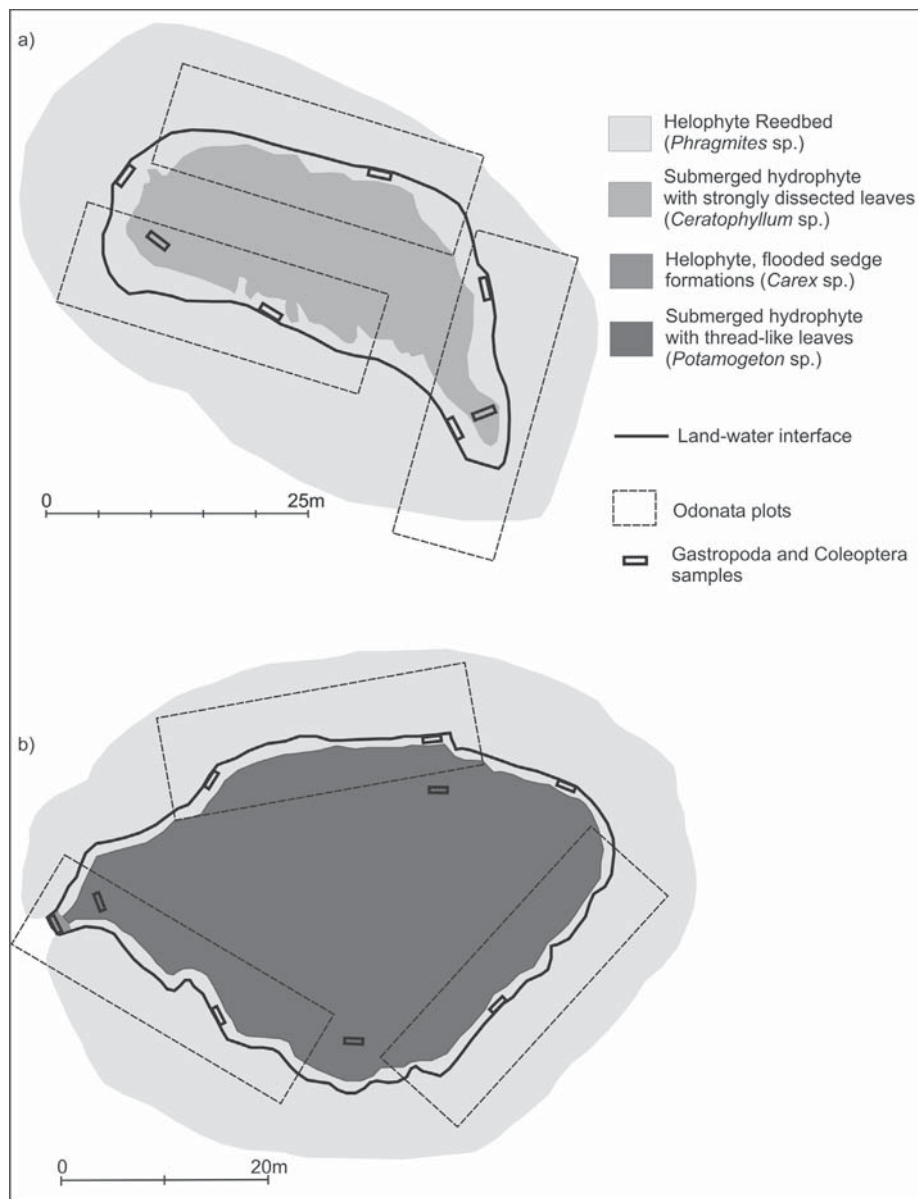 a)
Helophyte Reedbed
(Phragmites sp.)
Submerged hydrophyte
with strongly dissected leaves
(Ceratophyllum sp.)
Helophyte, flooded sedge
formations (Carex sp.)
Submerged hydrophyte
with thread-like leaves
(Potamogeton sp.)
Land-water interface
0 25m
Odonata plots
Gastropoda and Coleoptera
samples
b)
0 20m